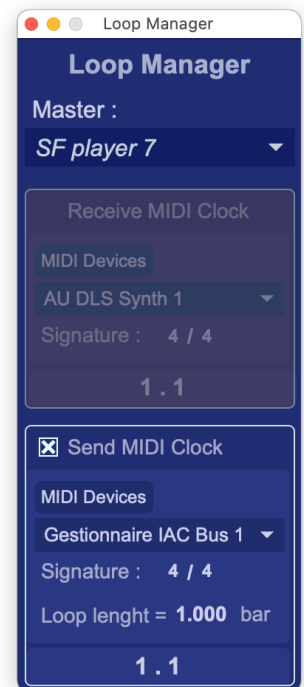 Loop Manager
Loop Manager
Master :
SF player 7
Receive MIDI Clock
MIDI Devices
AU DLS Synth 1
Signature : 4 / 4
1 . 1
Send MIDI Clock
MIDI Devices
Gestionnaire IAC Bus 1
Signature : 4 / 4
Loop lenght = 1.000 bar
1 . 1